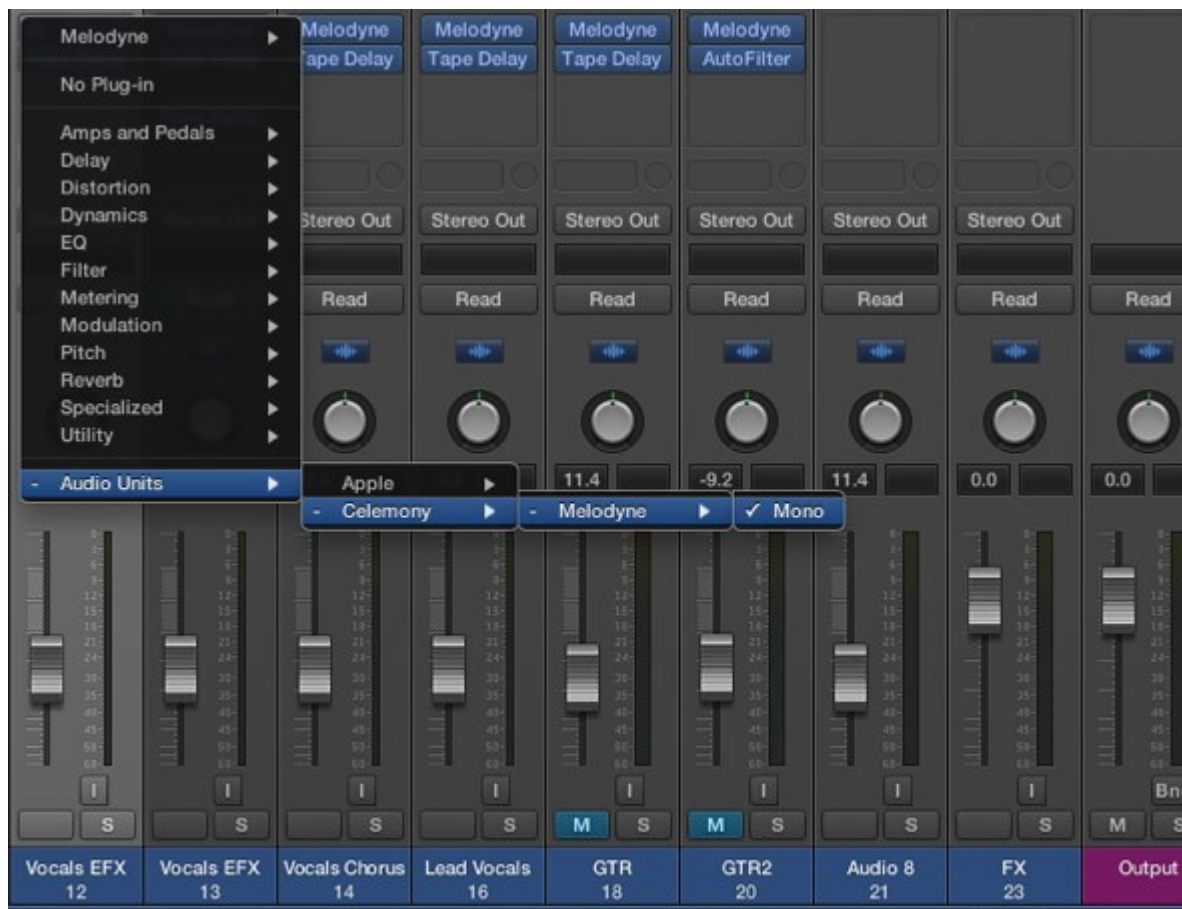 Melodyne
No Plug-in
Amps and Pedals
Delay
Distortion
Dynamics
EQ
Filter
Metering
Modulation
Pitch
Reverb
Specialized
Utility
- Audio Units
Apple
- Celemony
- Melodyne
✓ Mono
Melodyne Melodyne Melodyne Melodyne
Tape Delay Tape Delay Tape Delay AutoFilter
Stereo Out Stereo Out Stereo Out Stereo Out Stereo Out Stereo Out
Read Read Read Read Read Read Read
11.4 -9.2 11.4 0.0 0.0
I I I I I I I I Bn
S S S S M S M S S S M S
Vocals EFX Vocals EFX Vocals Chorus Lead Vocals GTR GTR2 Audio 8 FX Output
12 13 14 16 18 20 21 23